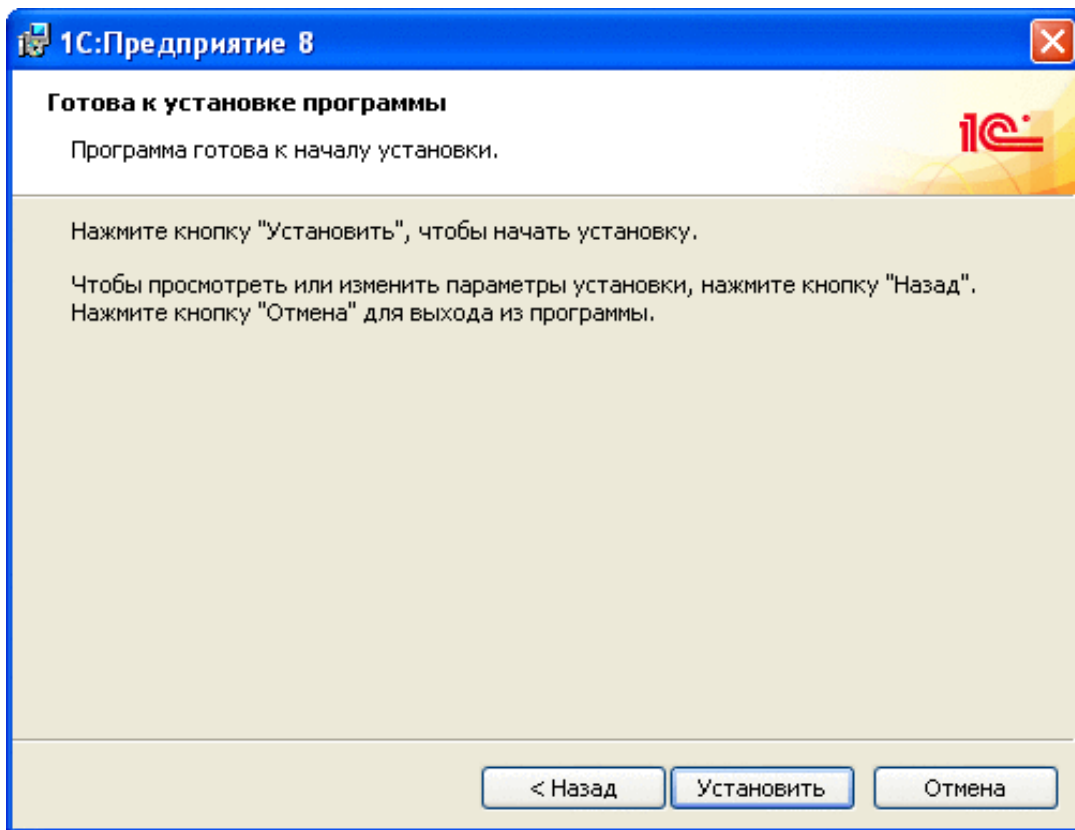 1С:Предприятие 8
Готова к установке программы
Программа готова к началу установки.
1С
Нажмите кнопку "Установить", чтобы начать установку.
Чтобы просмотреть или изменить параметры установки, нажмите кнопку "Назад".
Нажмите кнопку "Отмена" для выхода из программы.
< Назад
Установить
Отмена